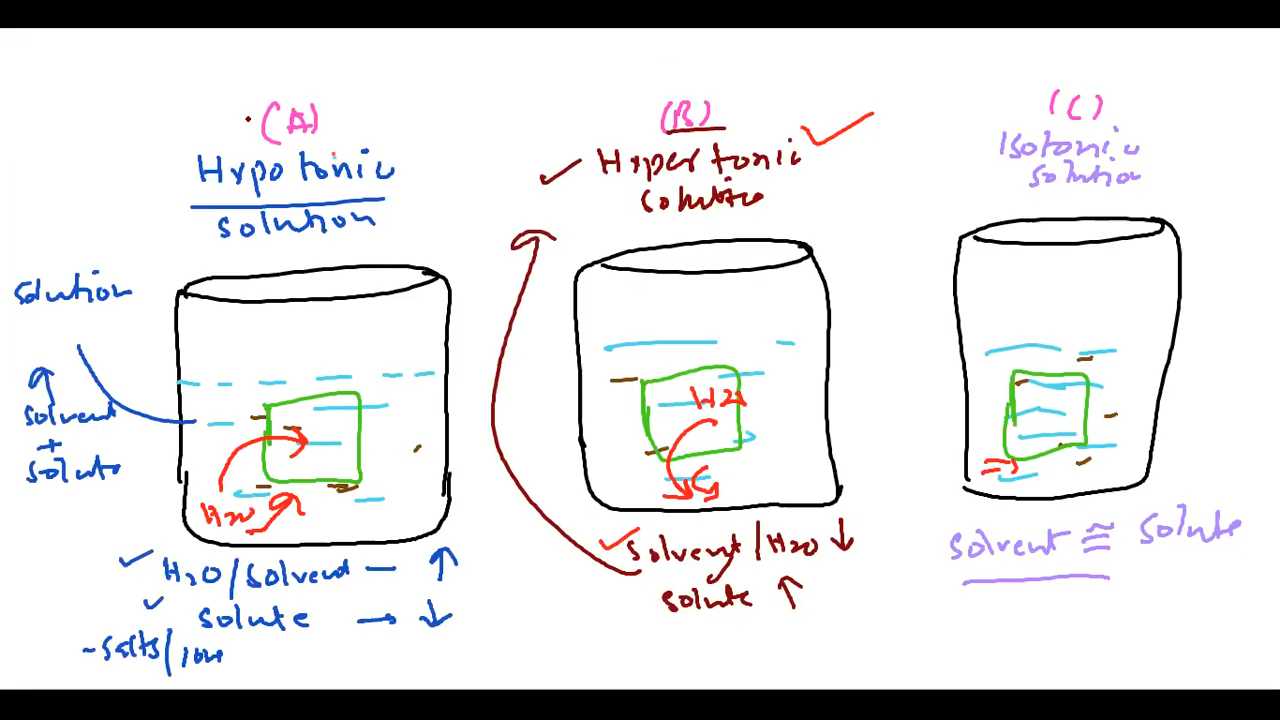 (A)
Hypotonic
solution
solution
solvent
+
solute
H2O
H2O/solvent — ↑
solute → ↓
~salts/ions
(B)
Hypertonic
solution
H2O
solvent/H2O ↓
solute ↑
(C)
Isotonic
solution
solvent ≅ solute